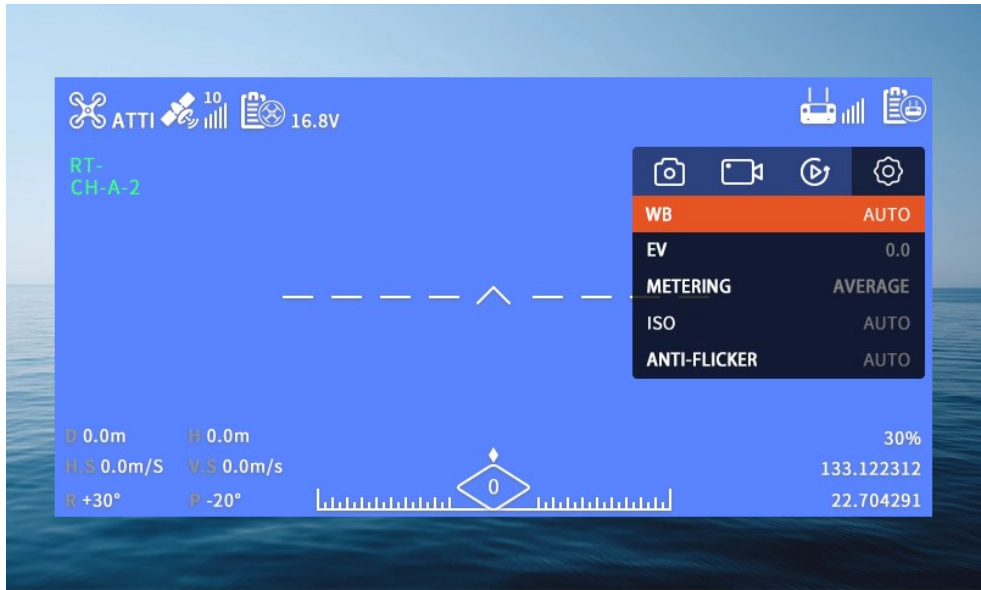 ATTI 10 16.8V
RT-
CH-A-2
WB AUTO
EV 0.0
METERING AVERAGE
ISO AUTO
ANTI-FLICKER AUTO
D 0.0m H 0.0m
30%
H.S 0.0m/S V.S 0.0m/s
133.122312
R +30° P -20°
0
22.704291